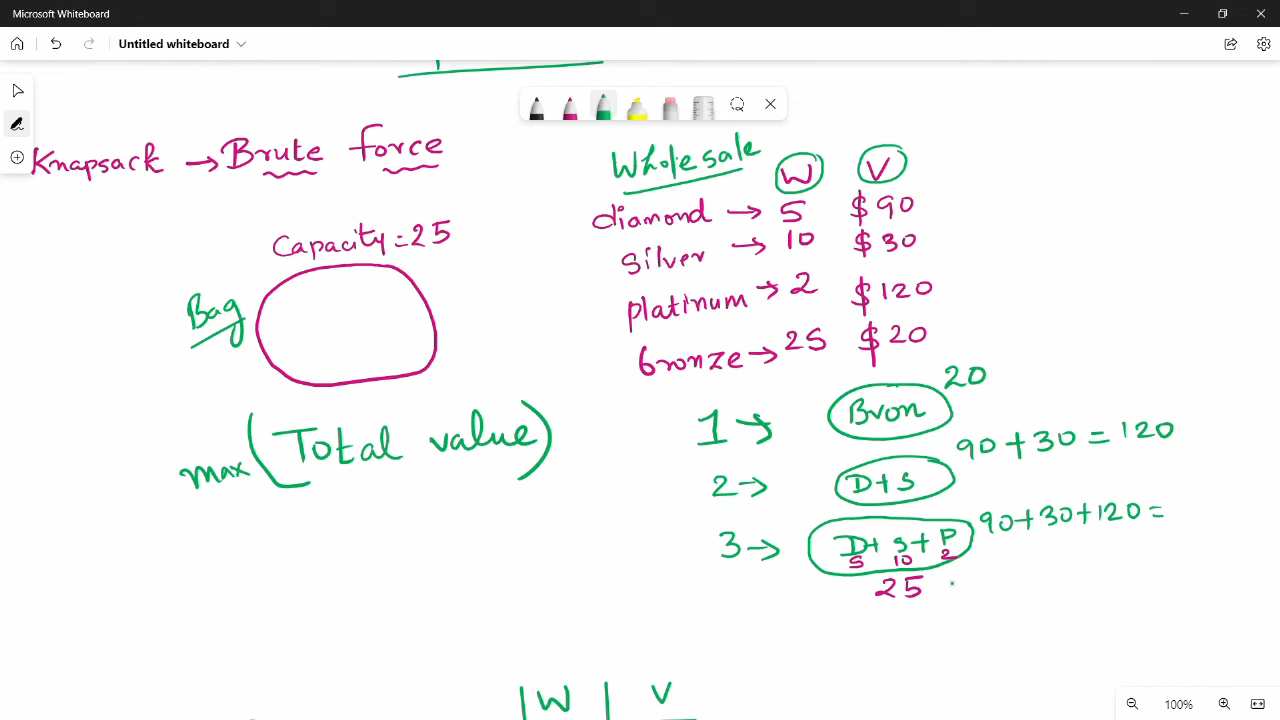 Microsoft Whiteboard
Untitled whiteboard
Knapsack → Brute force
Capacity = 25
Bag
max (Total value)
Wholesale W V
diamond → 5 $90
silver → 10 $30
platinum → 2 $120
bronze → 25 $20
1 → Bron 20
2 → D+S 90+30=120
3 → D+S+P 90+30+120=
5 10 2
25
|W| V
100%